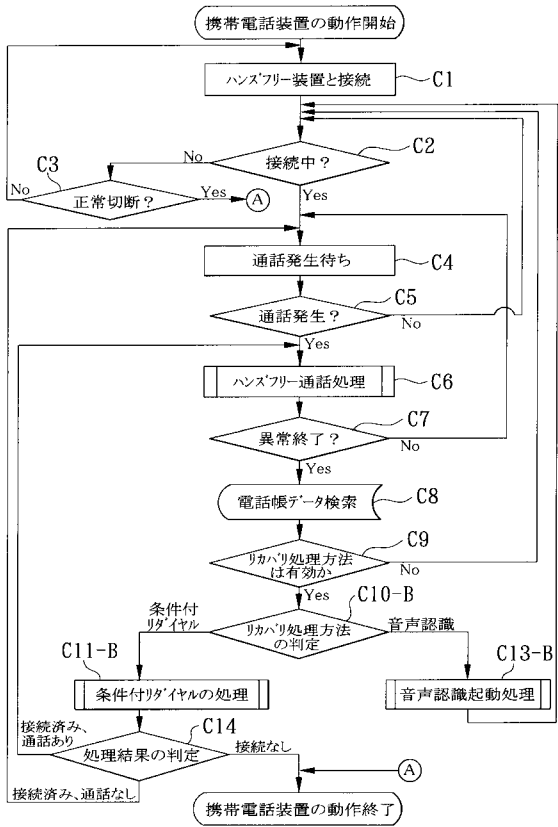 携帯電話装置の動作開始
ハンズフリー装置と接続
C1
接続中？
C2
No
Yes
C3
正常切断？
No
Yes
A
通話発生待ち
C4
通話発生？
C5
No
Yes
ハンズフリー通話処理
C6
異常終了？
C7
No
Yes
電話帳データ検索
C8
リカバリ処理方法
は有効か
C9
No
Yes
C10-B
リカバリ処理方法
の判定
条件付
リダイヤル
音声認識
C11-B
条件付リダイヤルの処理
C13-B
音声認識起動処理
C14
処理結果の判定
接続済み、
通話あり
接続なし
接続済み、通話なし
A
携帯電話装置の動作終了